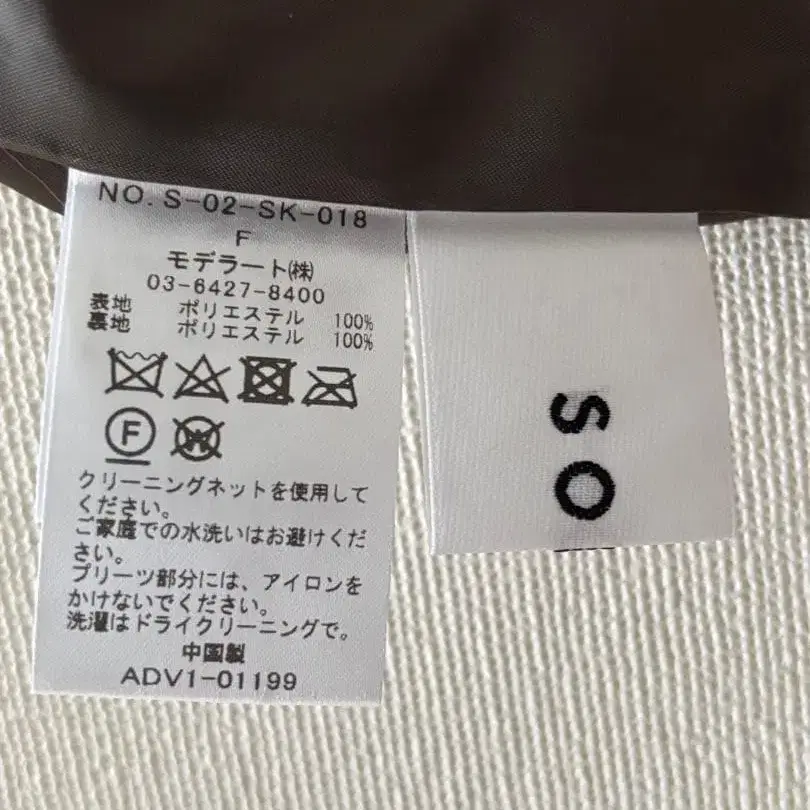 NO. S-02-SK-018
F
モデラート㈱
03-6427-8400
表地 ポリエステル 100%
裏地 ポリエステル 100%
F W
クリーニングネットを使用して
ください。
ご家庭での水洗いはお避けくだ
さい。
プリーツ部分には、アイロンを
かけないでください。
洗濯はドライクリーニングで。
中国製
ADV1-01199
SO